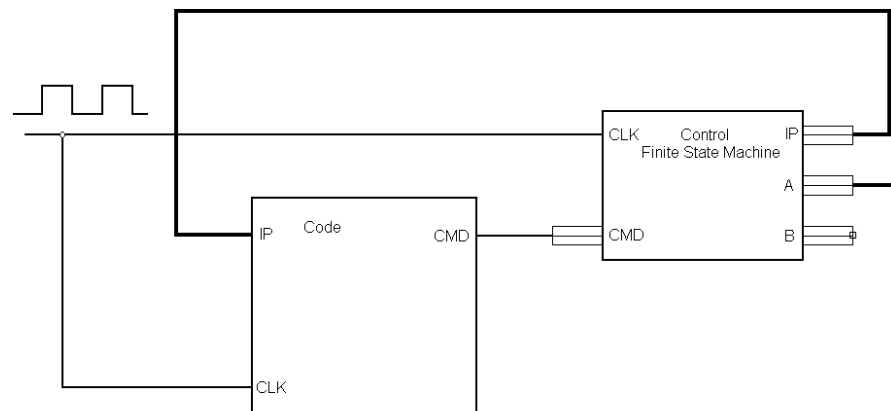 CLK Control IP
Finite State Machine
A
IP Code CMD
CMD B
CLK